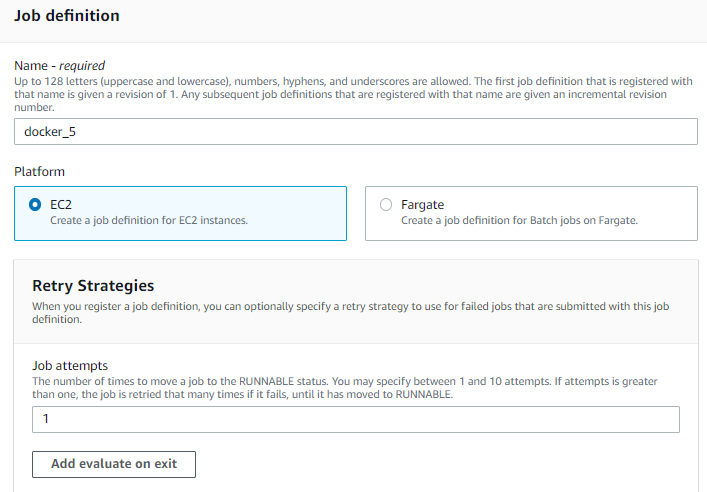 Job definition
Name - required
Up to 128 letters (uppercase and lowercase), numbers, hyphens, and underscores are allowed. The first job definition that is registered with
that name is given a revision of 1. Any subsequent job definitions that are registered with that name are given an incremental revision
number.
docker_5
Platform
EC2
Create a job definition for EC2 instances.
Fargate
Create a job definition for Batch jobs on Fargate.
Retry Strategies
When you register a job definition, you can optionally specify a retry strategy to use for failed jobs that are submitted with this job
definition.
Job attempts
The number of times to move a job to the RUNNABLE status. You may specify between 1 and 10 attempts. If attempts is greater
than one, the job is retried that many times if it fails, until it has moved to RUNNABLE.
1
Add evaluate on exit